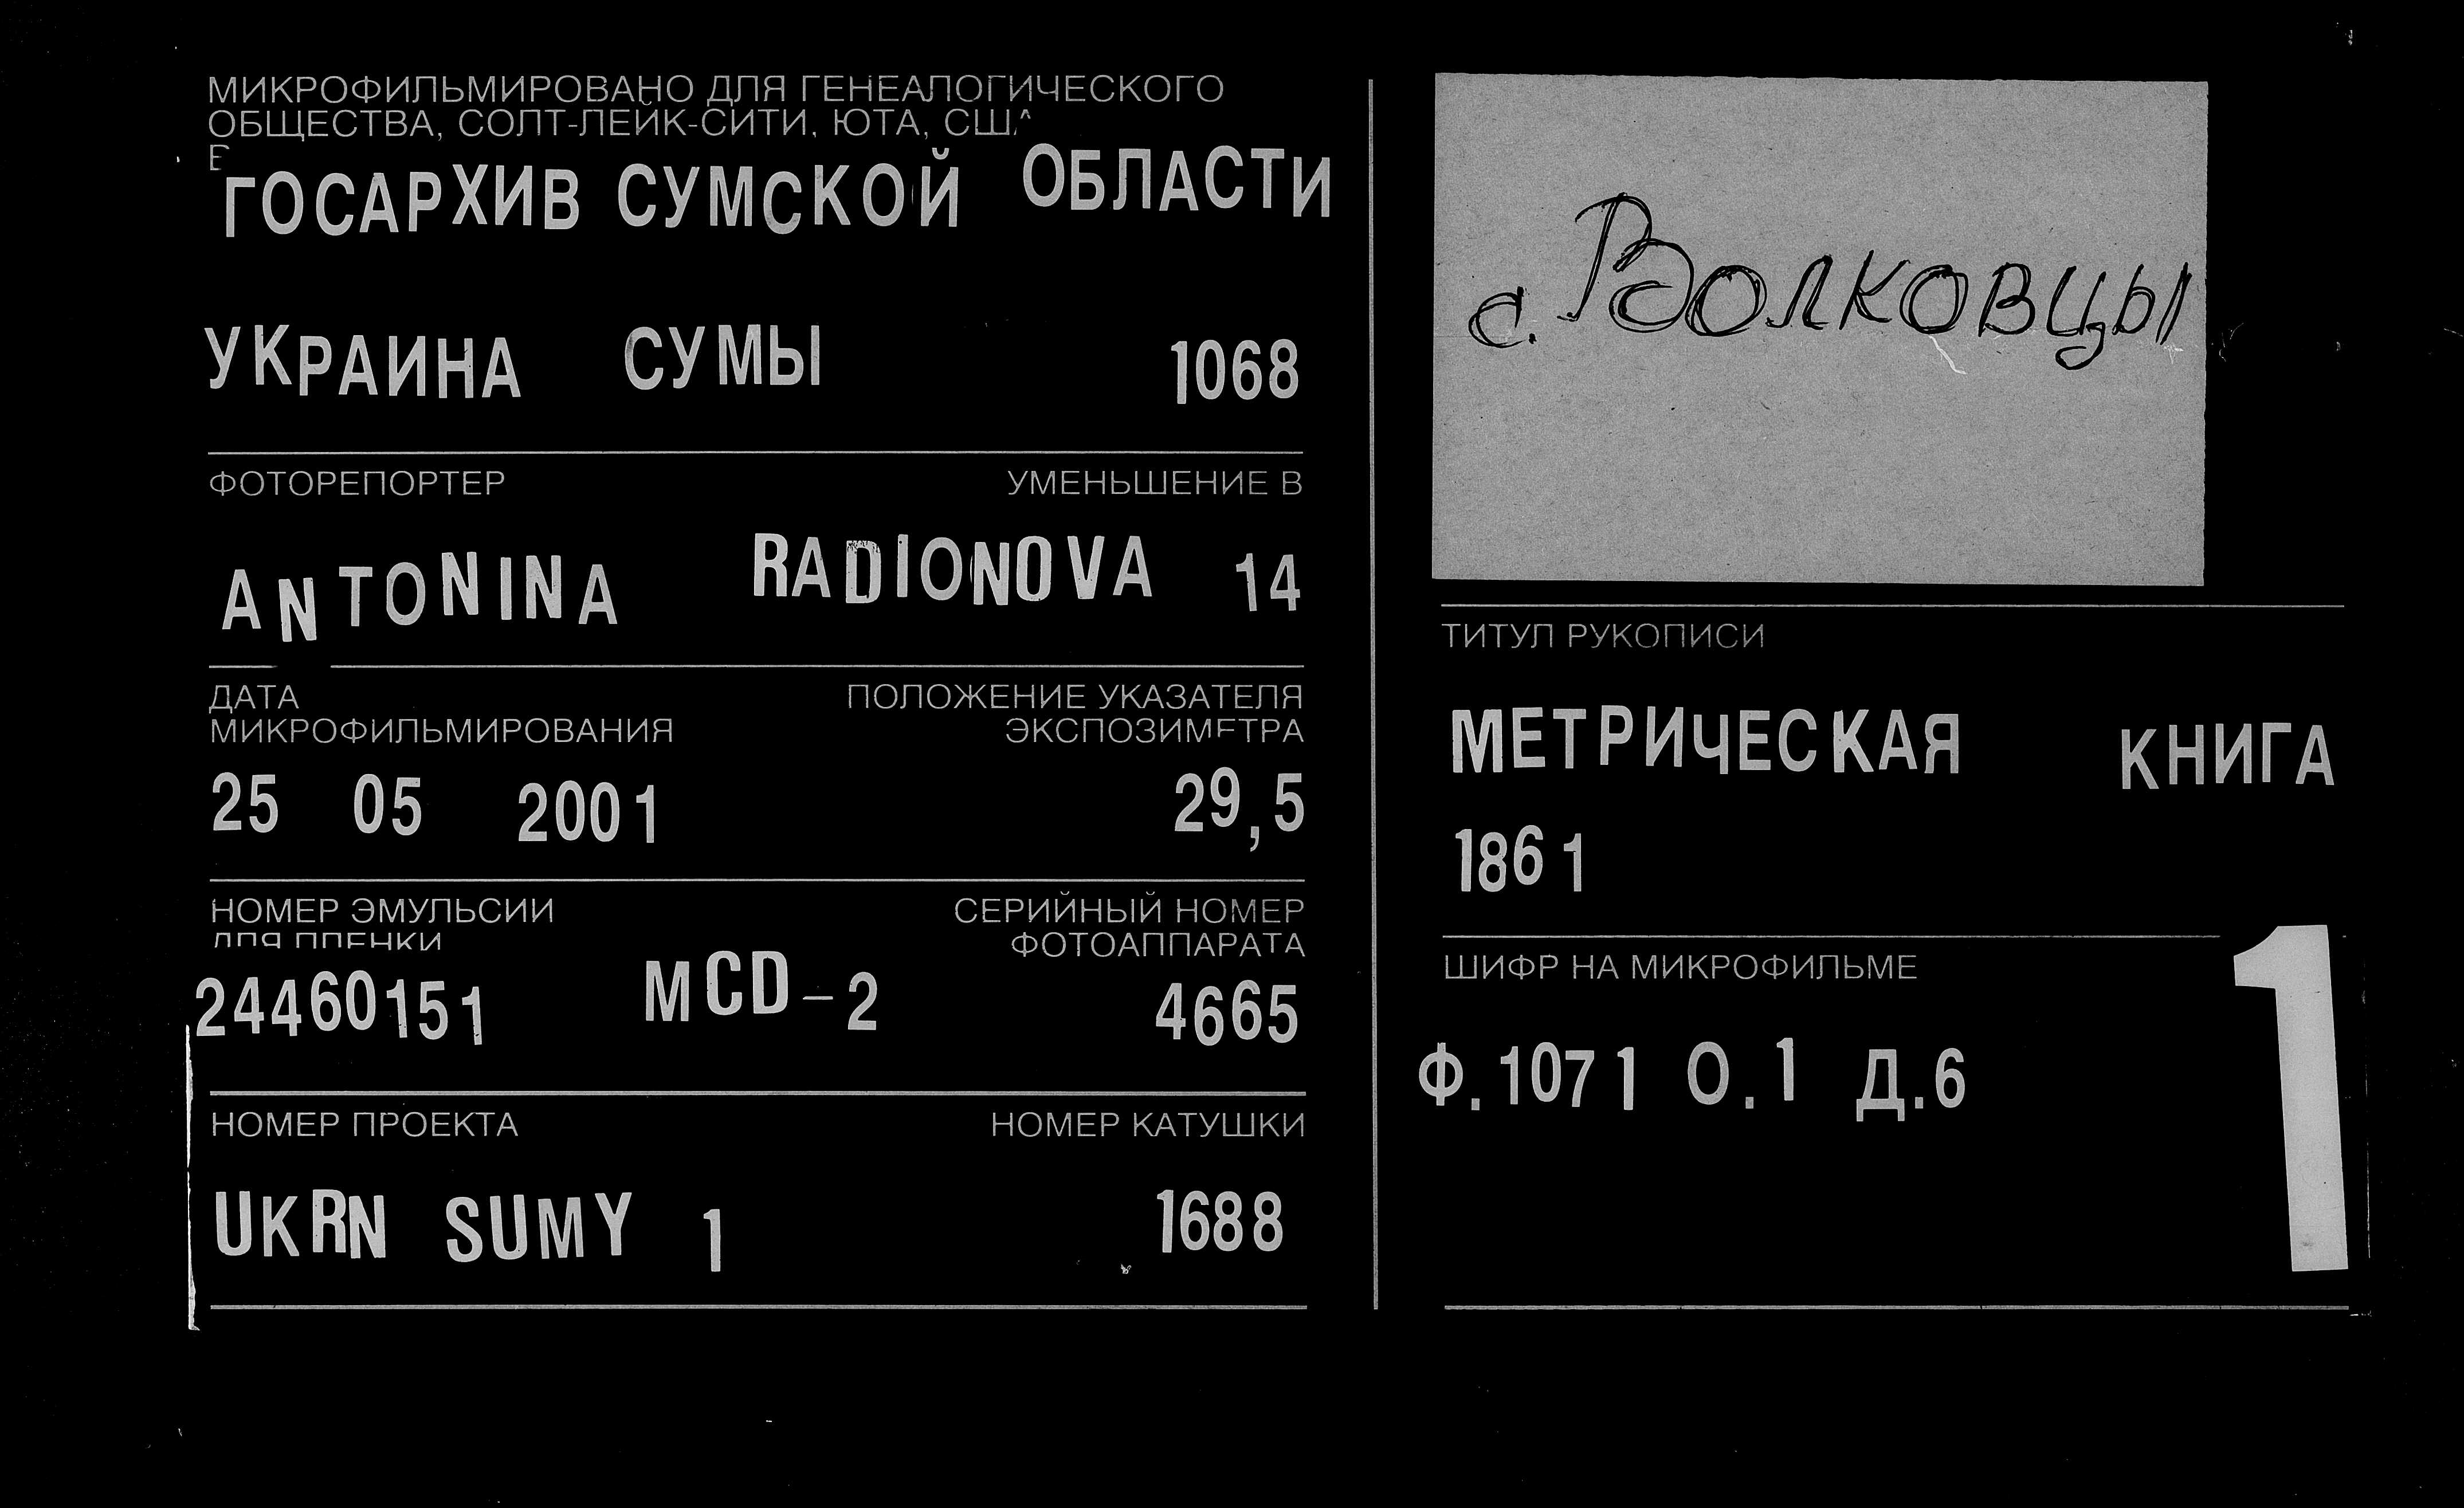 МИКРОФИЛЬМИРОВАНО ДЛЯ ГЕНЕАЛОГИЧЕСКОГО
ОБЩЕСТВА, СОЛТ-ЛЕЙК-СИТИ, ЮТА, США
В
ГОСАРХИВ СУМСКОЙ ОБЛАСТИ
УКРАИНА СУМЫ 1068
ФОТОРЕПОРТЕР УМЕНЬШЕНИЕ В
ANTONINA RADIONOVA 14
ДАТА
МИКРОФИЛЬМИРОВАНИЯ
ПОЛОЖЕНИЕ УКАЗАТЕЛЯ
ЭКСПОЗИМЕТРА
25 05 2001 29,5
НОМЕР ЭМУЛЬСИИ
ДЛЯ ПЛЕНКИ
СЕРИЙНЫЙ НОМЕР
ФОТОАППАРАТА
24460151 MCD-2 4665
НОМЕР ПРОЕКТА НОМЕР КАТУШКИ
UKRN SUMY 1 1688
с. Волковцы
ТИТУЛ РУКОПИСИ
МЕТРИЧЕСКАЯ КНИГА
1861
ШИФР НА МИКРОФИЛЬМЕ
Ф.1071 О.1 Д.6
1